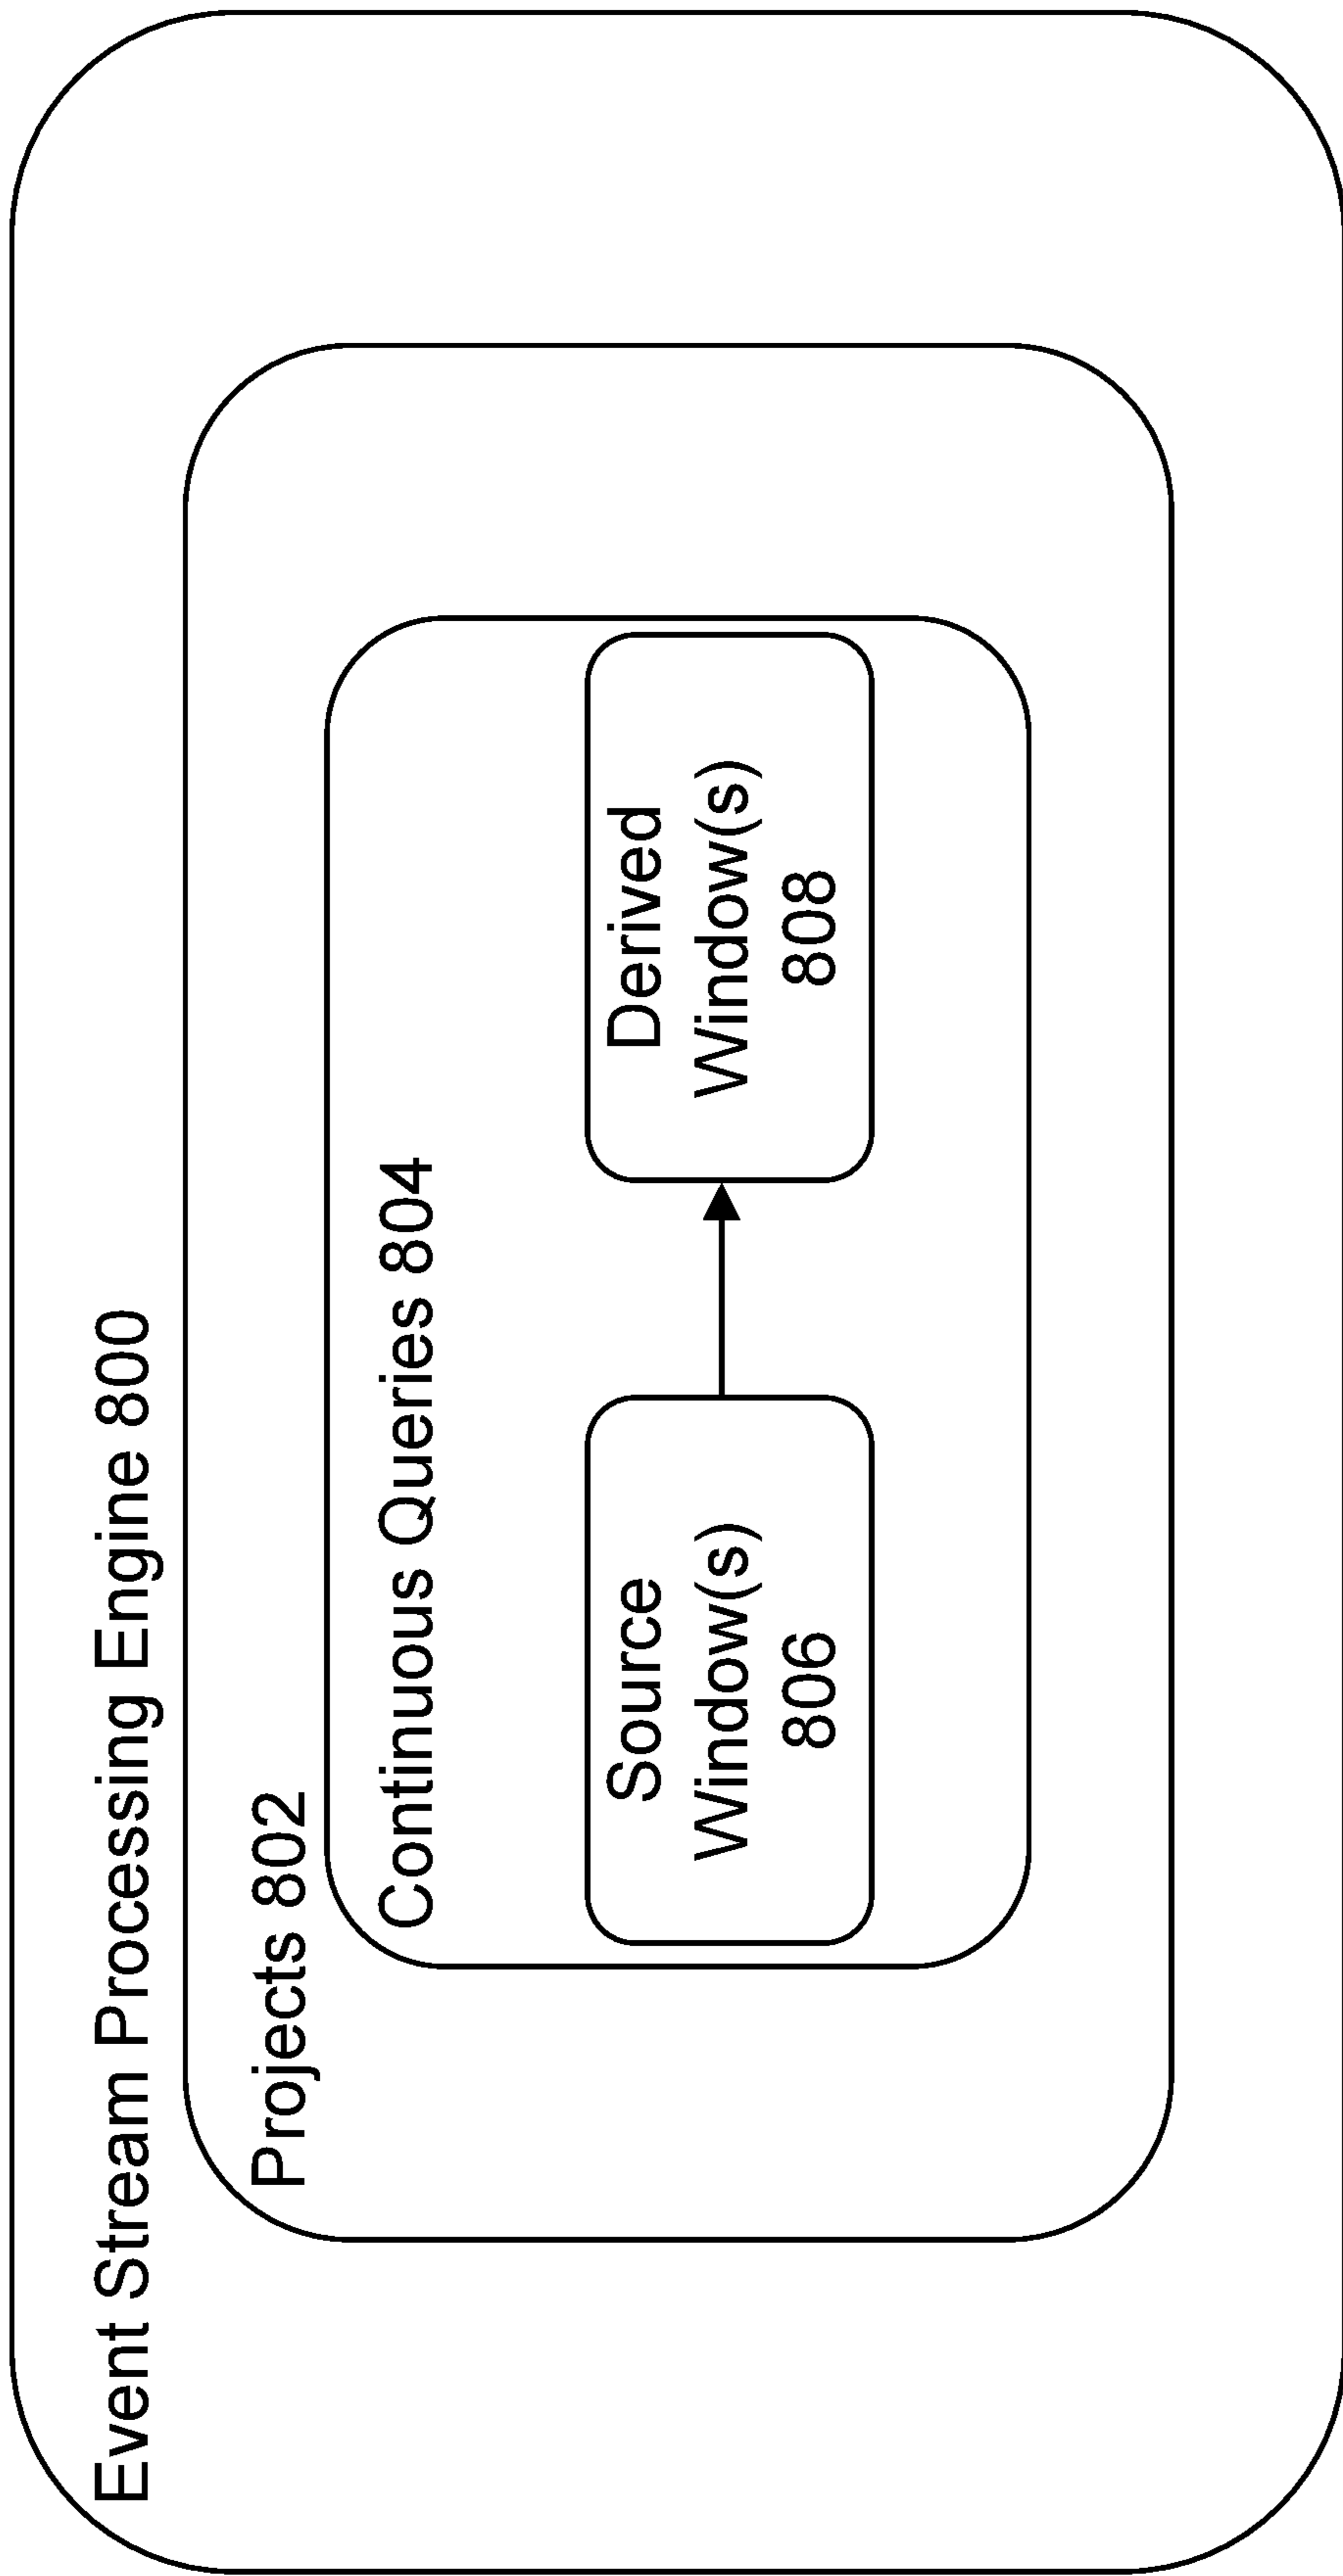 Event Stream Processing Engine 800
Projects 802
Continuous Queries 804
Source
Window(s)
806
Derived
Window(s)
808